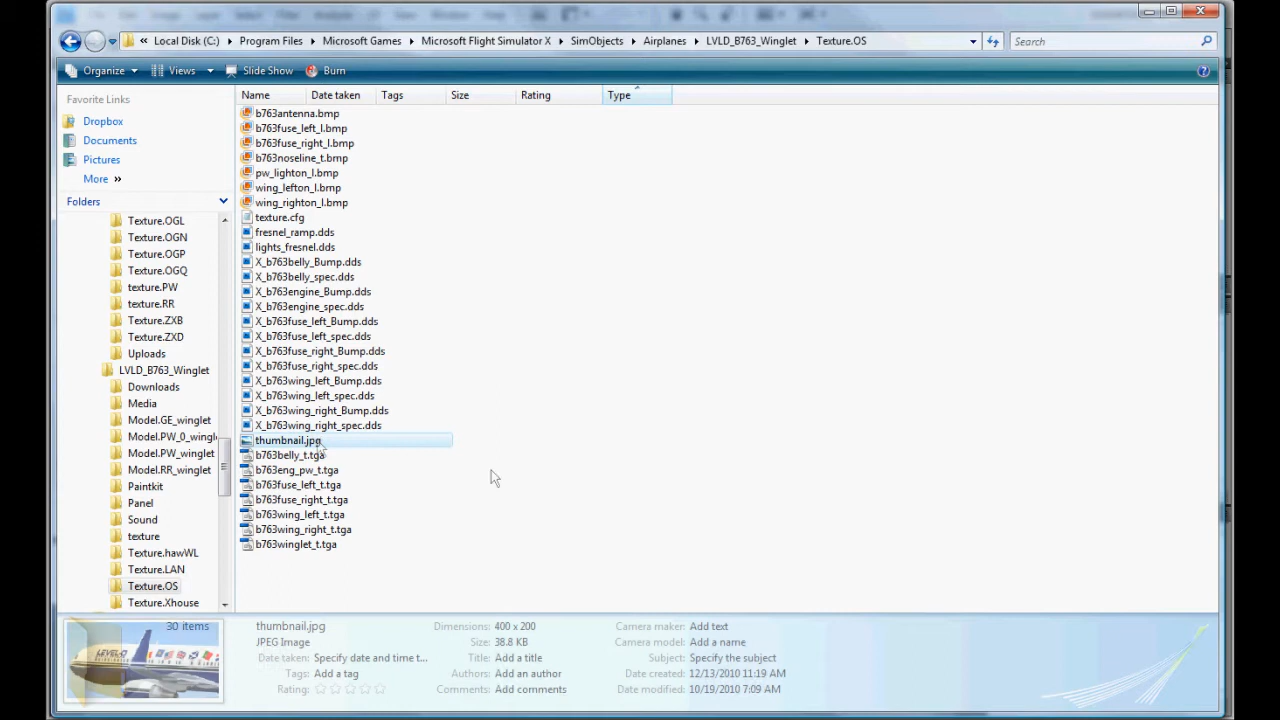 « Local Disk (C:) Program Files Microsoft Games Microsoft Flight Simulator X SimObjects Airplanes LVLD_B763_Winglet Texture.OS Search
Organize Views Slide Show Burn
Favorite Links
Dropbox
Documents
Pictures
More »
Folders
Texture.OGL
Texture.OGN
Texture.OGP
Texture.OGQ
texture.PW
texture.RR
Texture.ZXB
Texture.ZXD
Uploads
LVLD_B763_Winglet
Downloads
Media
Model.GE_winglet
Model.PW_0_wingl
Model.PW_winglet
Model.RR_winglet
Paintkit
Panel
Sound
texture
Texture.hawWL
Texture.LAN
Texture.OS
Texture.Xhouse
Name Date taken Tags Size Rating Type
b763antenna.bmp
b763fuse_left_l.bmp
b763fuse_right_l.bmp
b763noseline_t.bmp
pw_lighton_l.bmp
wing_lefton_l.bmp
wing_righton_l.bmp
texture.cfg
fresnel_ramp.dds
lights_fresnel.dds
X_b763belly_Bump.dds
X_b763belly_spec.dds
X_b763engine_Bump.dds
X_b763engine_spec.dds
X_b763fuse_left_Bump.dds
X_b763fuse_left_spec.dds
X_b763fuse_right_Bump.dds
X_b763fuse_right_spec.dds
X_b763wing_left_Bump.dds
X_b763wing_left_spec.dds
X_b763wing_right_Bump.dds
X_b763wing_right_spec.dds
thumbnail.jpg
b763belly_t.tga
b763eng_pw_t.tga
b763fuse_left_t.tga
b763fuse_right_t.tga
b763wing_left_t.tga
b763wing_right_t.tga
b763winglet_t.tga
30 items
thumbnail.jpg
JPEG Image
Date taken: Specify date and time t...
Tags: Add a tag
Rating:
Dimensions: 400 x 200
Size: 38.8 KB
Title: Add a title
Authors: Add an author
Comments: Add comments
Camera maker: Add text
Camera model: Add a name
Subject: Specify the subject
Date created: 12/13/2010 11:19 AM
Date modified: 10/19/2010 7:09 AM